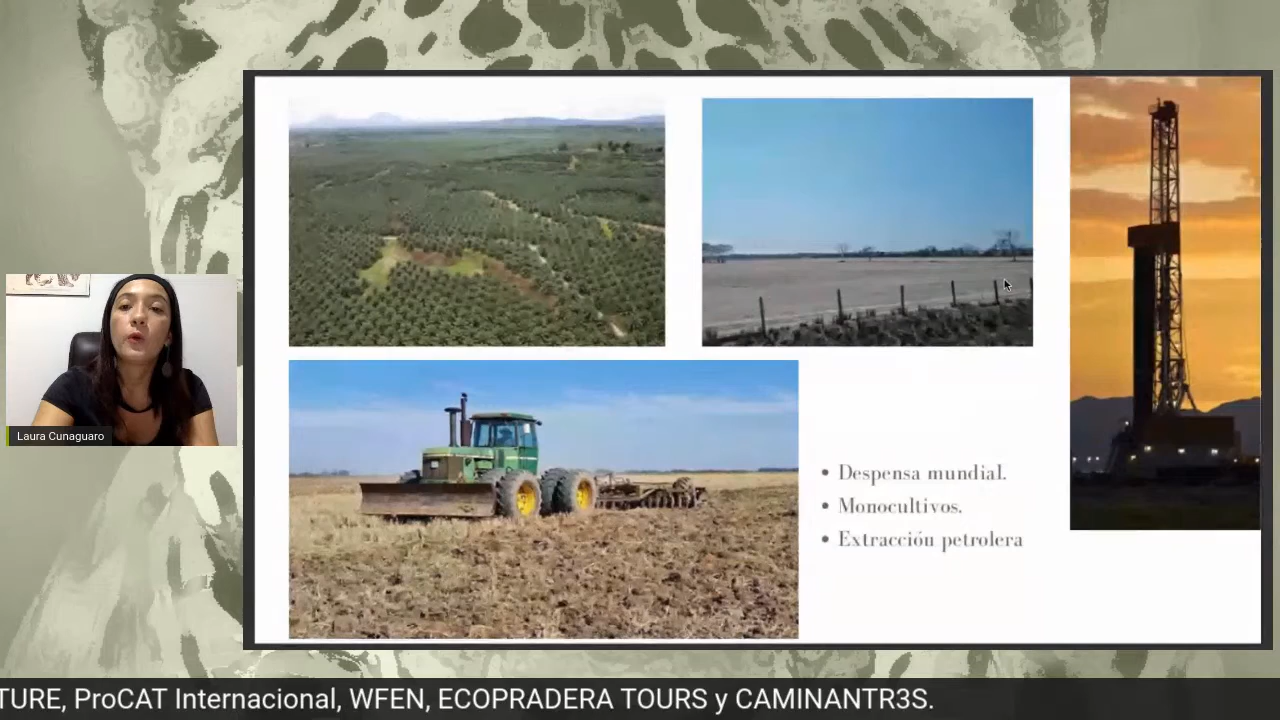 Laura Cunaguaro
Despensa mundial.
Monocultivos.
Extracción petrolera
TURE, ProCAT Internacional, WFEN, ECOPRADERA TOURS y CAMINANTR3S.